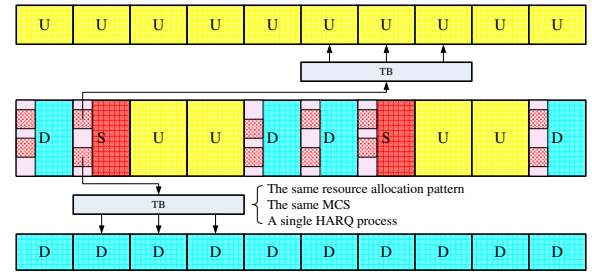 U U U U U U U U U U
TB
D S U U D D S U U D
TB
The same resource allocation pattern
The same MCS
A single HARQ process
D D D D D D D D D D